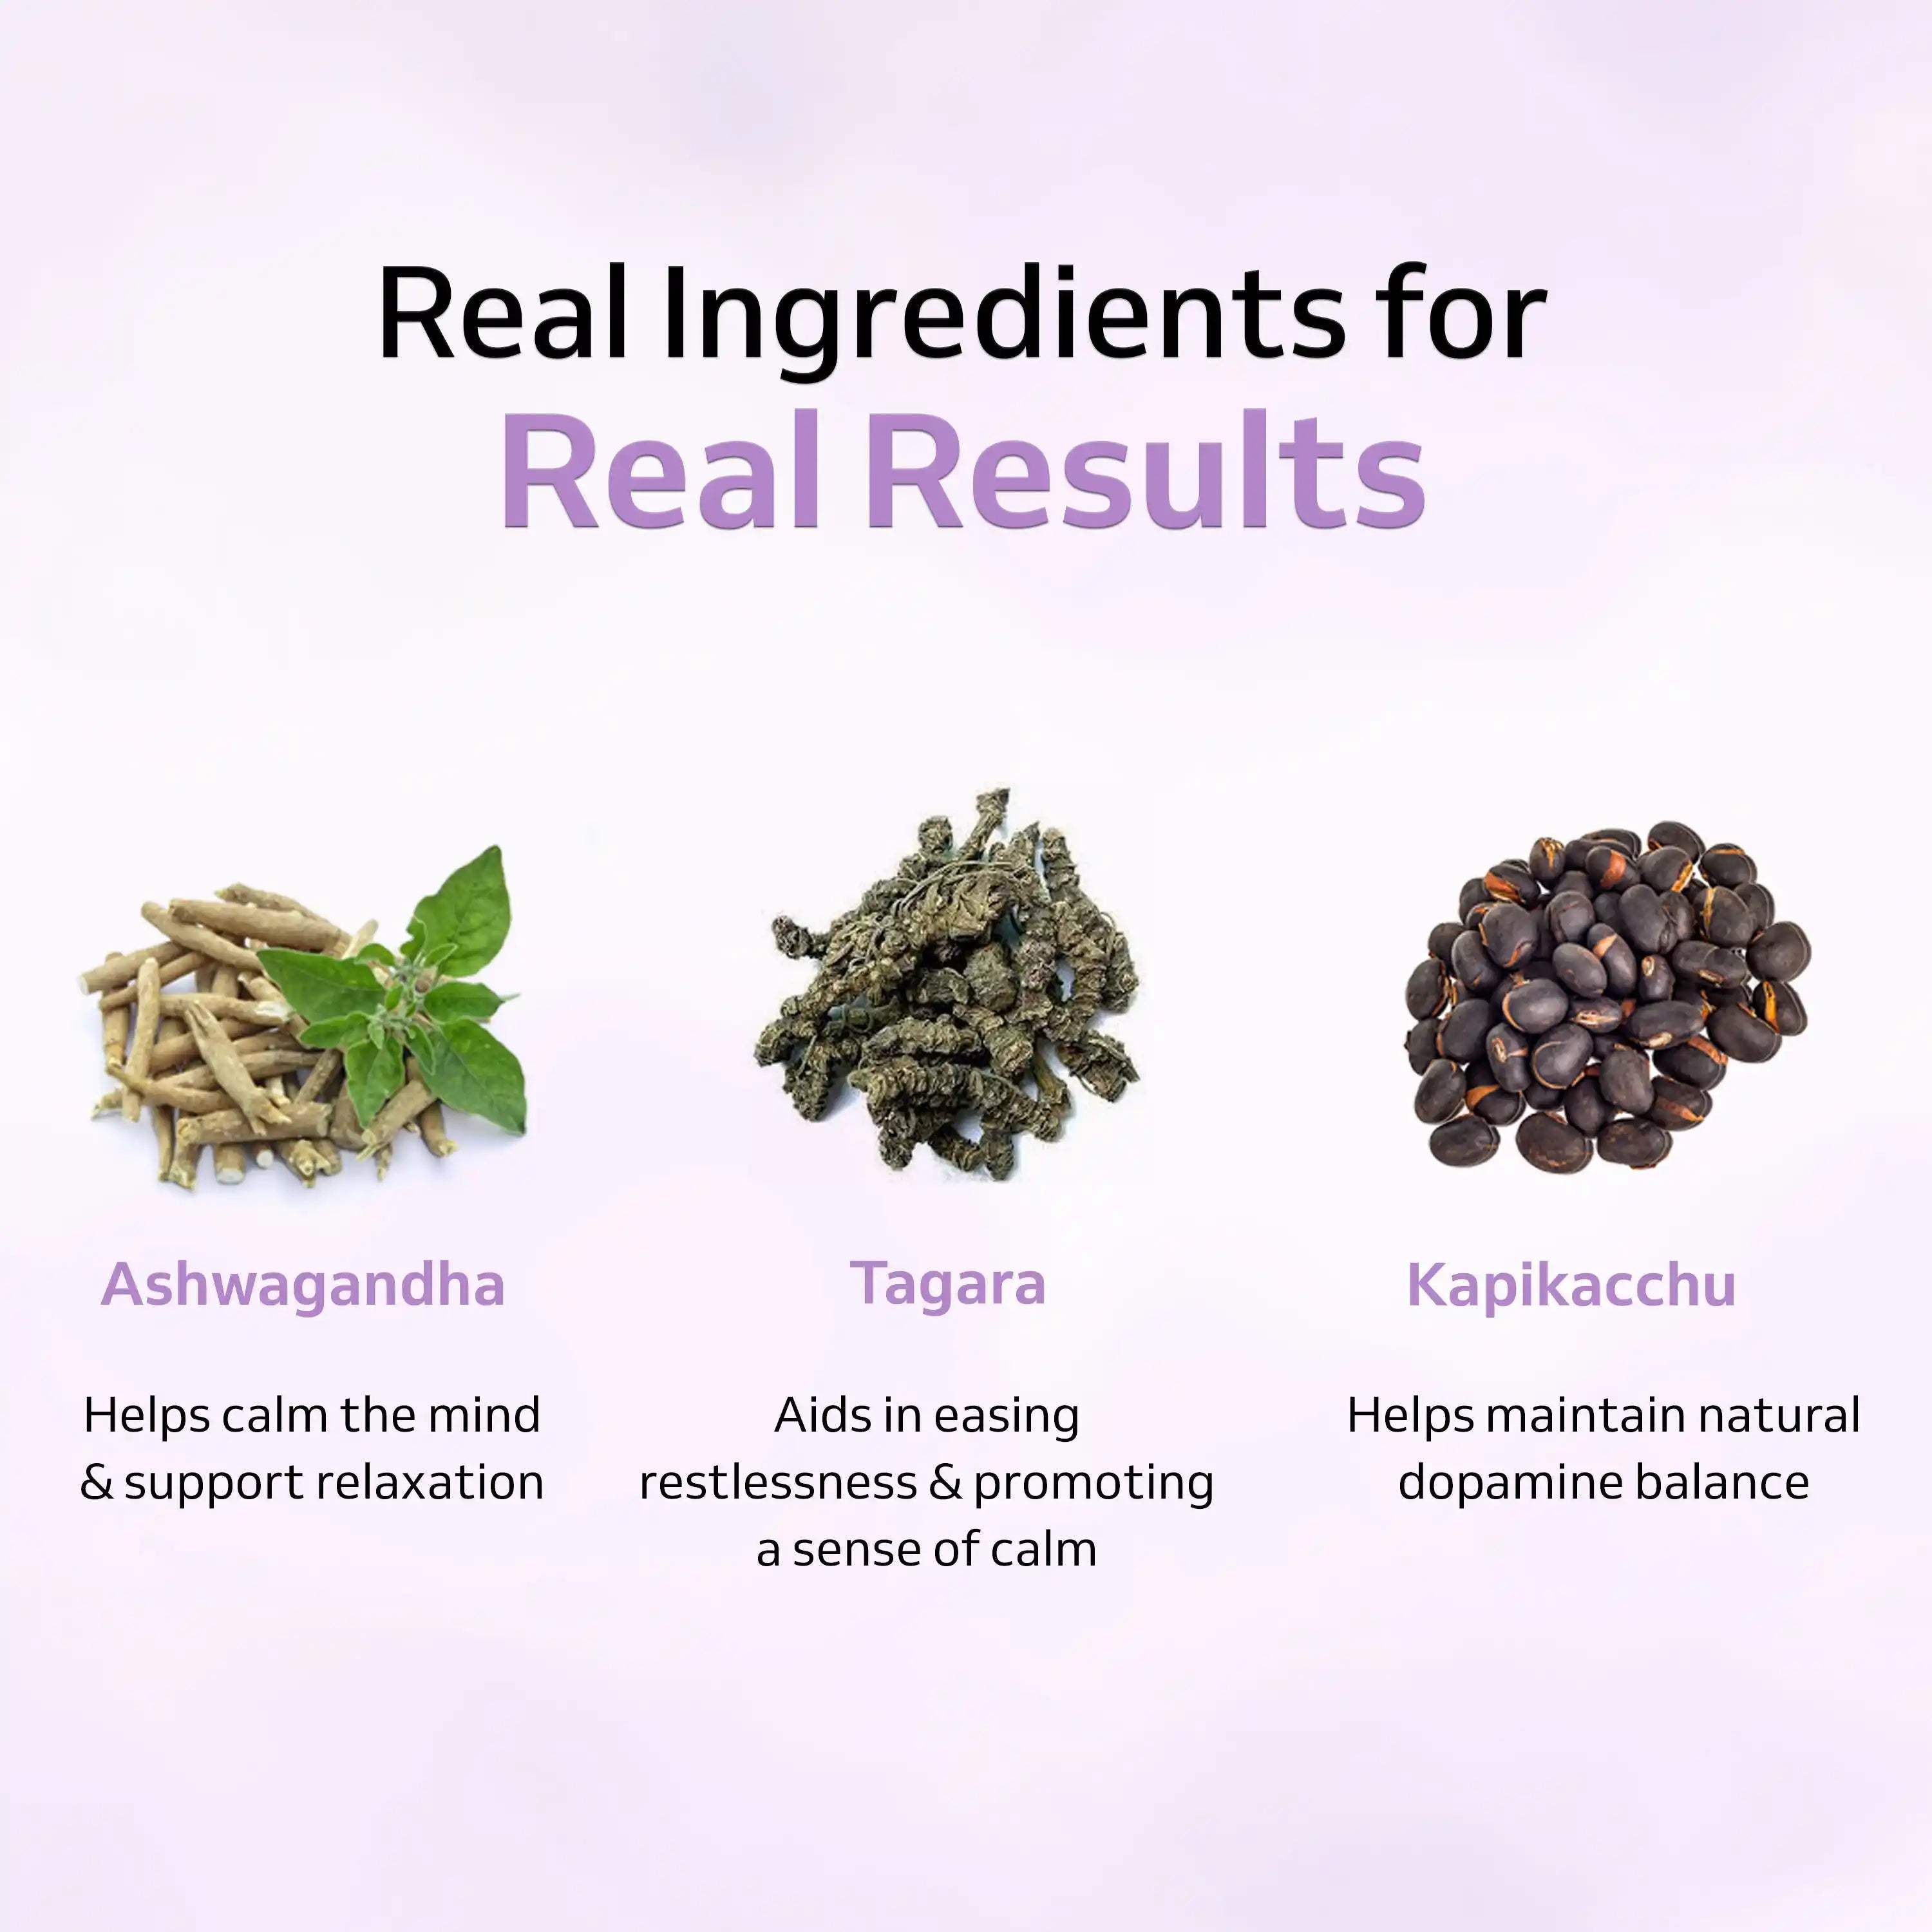 Real Ingredients for
Real Results
Ashwagandha
Helps calm the mind
& support relaxation
Tagara
Aids in easing
restlessness & promoting
a sense of calm
Kapikacchu
Helps maintain natural
dopamine balance